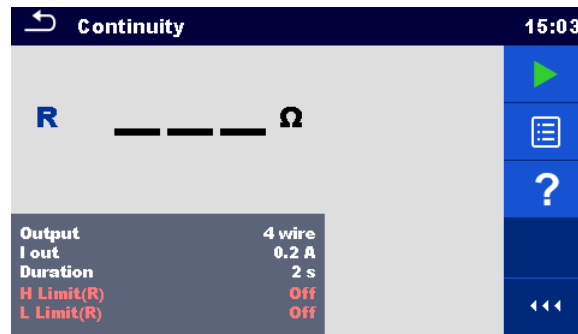 Continuity 15:03
R _ _ _ Ω
?
Output 4 wire
I out 0.2 A
Duration 2 s
H Limit(R) Off
L Limit(R) Off